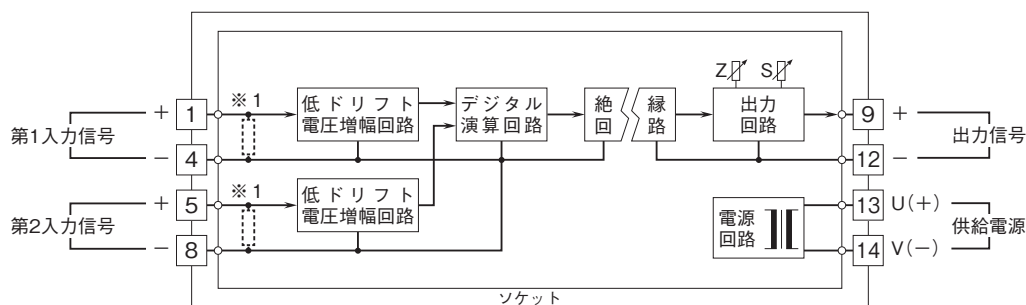 第1入力信号
+
1
−
4
※1
低ドリフト
電圧増幅回路
デジタル
演算回路
絶縁
回路
Z
S
出力
回路
9
+
12
−
出力信号
第2入力信号
+
5
−
8
※1
低ドリフト
電圧増幅回路
電源
回路
13
U(+)
14
V(−)
供給電源
ソケット